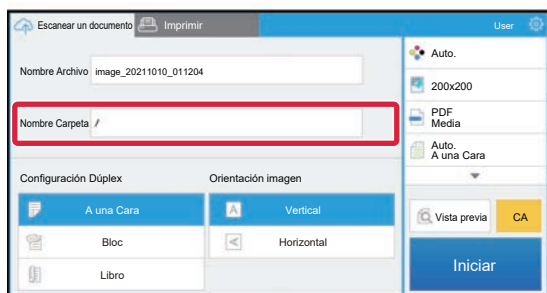 Escanear un documento
Imprimir
User
Nombre Archivo image_20211010_011204
Nombre Carpeta /
Configuración Dúplex
Orientación imagen
A una Cara
A Vertical
Bloc
Horizontal
Libro
Auto.
200x200
PDF
Media
Auto.
A una Cara
Vista previa
CA
Iniciar